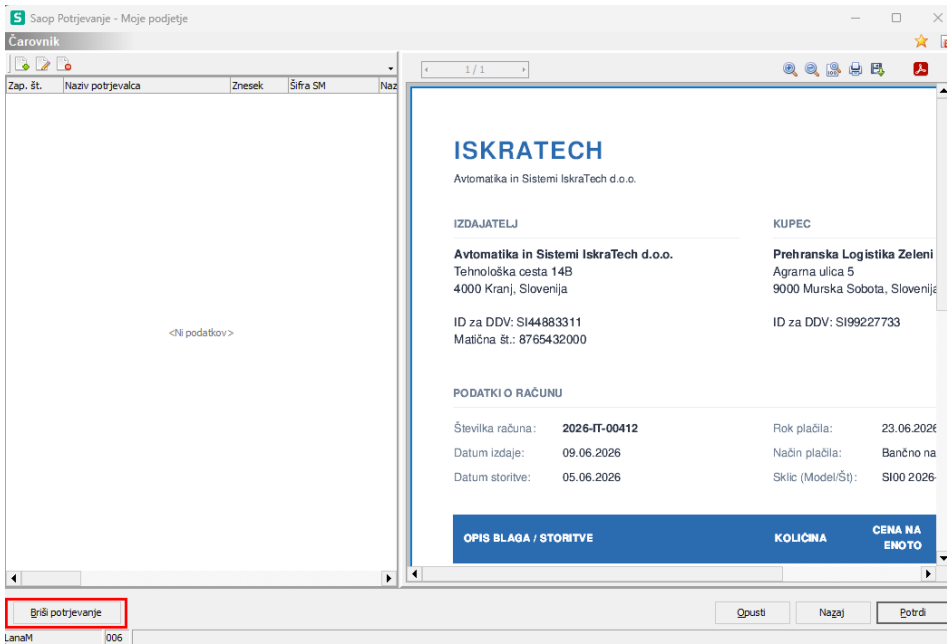 Saop Potrjevanje - Moje podjetje
Čarovnik
Zap. št. Naziv potrjevalca Znesek Šifra SM Naz
<Ni podatkov>
1 / 1
ISKRATECH
Avtomatika in Sistemi IskraTech d.o.o.
IZDAJATELJ KUPEC
Avtomatika in Sistemi IskraTech d.o.o. Prehranska Logistika Zeleni
Tehnološka cesta 14B Agrarna ulica 5
4000 Kranj, Slovenija 9000 Murska Sobota, Slovenija
ID za DDV: SI44883311 ID za DDV: SI99227733
Matična št.: 8765432000
PODATKI O RAČUNU
Številka računa: 2026-IT-00412 Rok plačila: 23.06.2026
Datum izdaje: 09.06.2026 Način plačila: Bančno na
Datum storitve: 05.06.2026 Sklic (Model/Št): SI00 2026-
OPIS BLAGA / STORITVE KOLIČINA CENA NA
ENOTO
Briši potrjevanje Opusti Nazaj Potrdi
LanaM 006